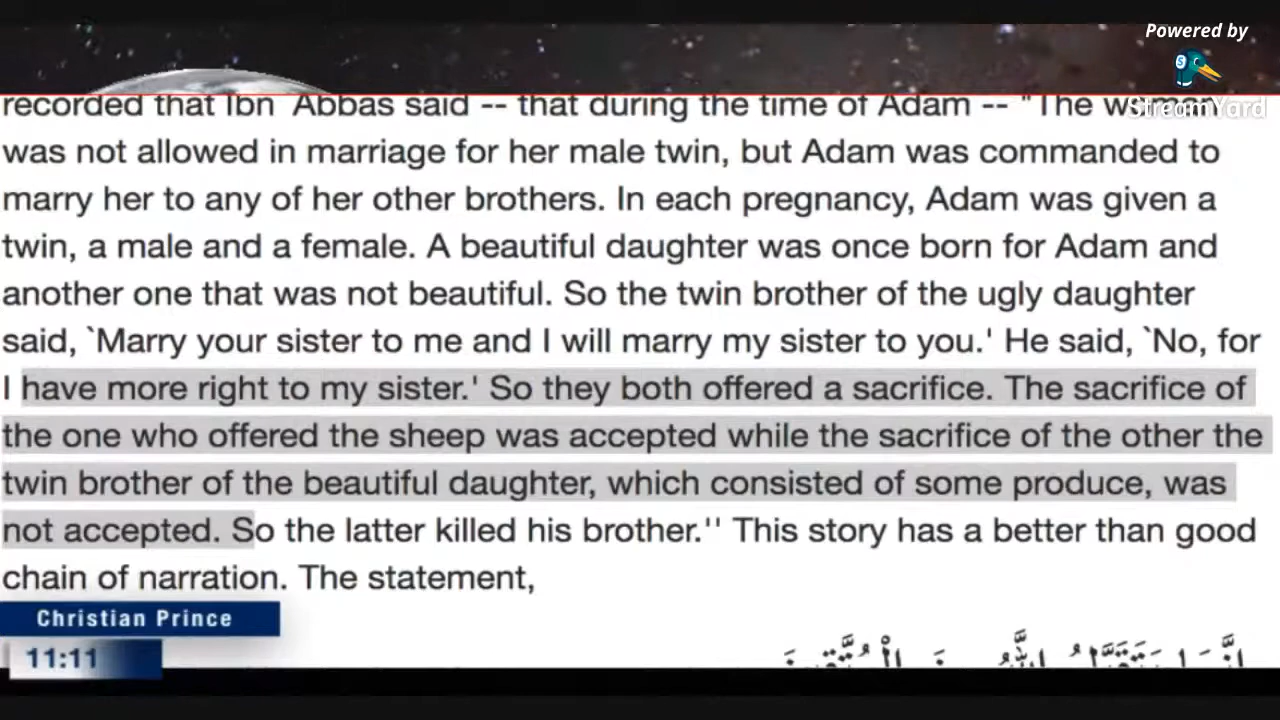 Powered by
StreamYard
recorded that Ibn `Abbas said -- that during the time of Adam -- "The woman
was not allowed in marriage for her male twin, but Adam was commanded to
marry her to any of her other brothers. In each pregnancy, Adam was given a
twin, a male and a female. A beautiful daughter was once born for Adam and
another one that was not beautiful. So the twin brother of the ugly daughter
said, `Marry your sister to me and I will marry my sister to you.' He said, `No, for
I have more right to my sister.' So they both offered a sacrifice. The sacrifice of
the one who offered the sheep was accepted while the sacrifice of the other the
twin brother of the beautiful daughter, which consisted of some produce, was
not accepted. So the latter killed his brother.'' This story has a better than good
chain of narration. The statement,
Christian Prince
11:11